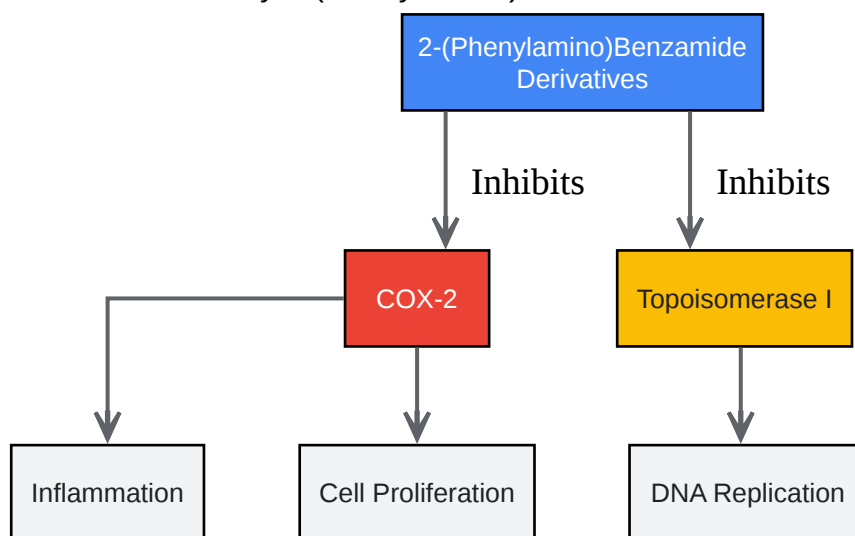 2-(Phenylamino)Benzamide
Derivatives
Inhibits
Inhibits
COX-2
Topoisomerase I
Inflammation
Cell Proliferation
DNA Replication